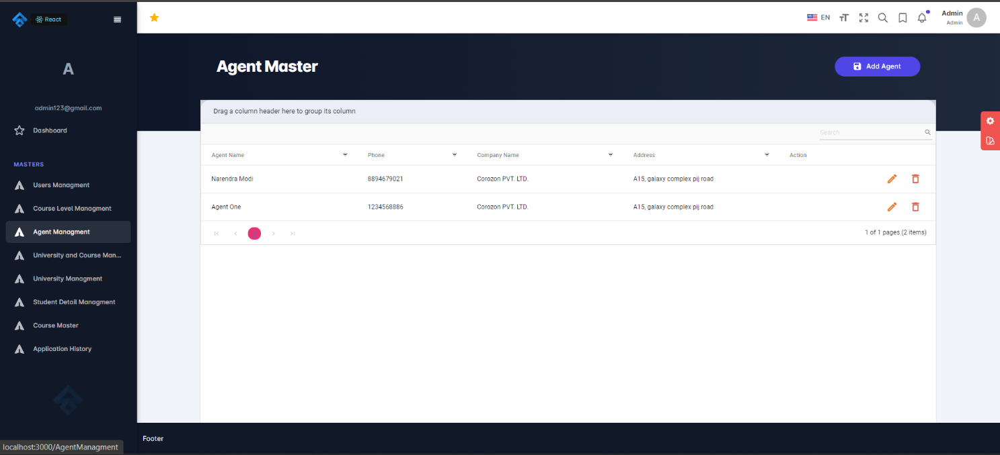 React
EN
Admin
Admin
A
A
admin123@gmail.com
Dashboard
MASTERS
Users Managment
Course Level Managment
Agent Managment
University and Course Man...
University Managment
Student Detail Managment
Course Master
Application History
localhost:3000/AgentManagment
Agent Master
Add Agent
Drag a column header here to group its column
Search
Agent Name Phone Company Name Address Action
Narendra Modi 8894679021 Corozon PVT. LTD. A15, galaxy complex pij road
Agent One 1234568886 Corozon PVT. LTD. A15, galaxy complex pij road
1 of 1 pages (2 items)
Footer